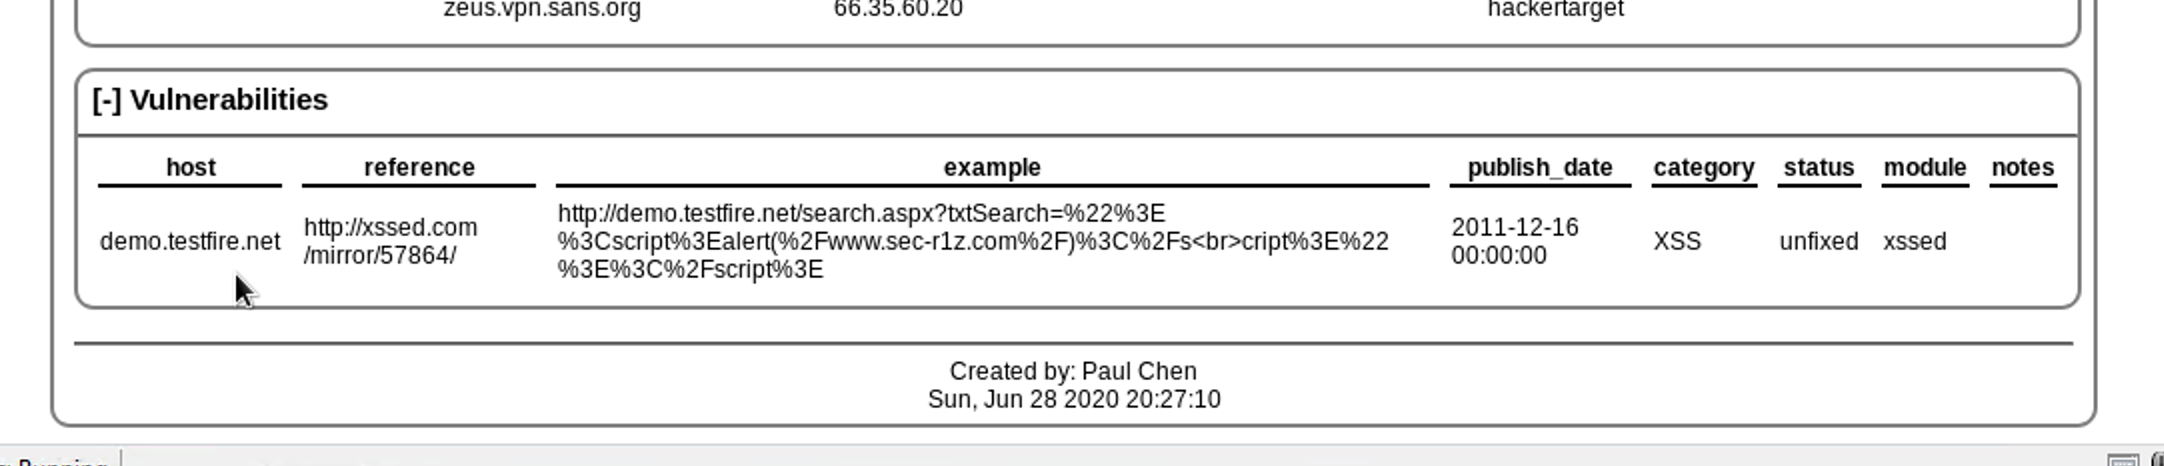 zeus.vpn.sans.org 66.35.60.20 hackertarget
[-] Vulnerabilities
host reference example publish_date category status module notes
demo.testfire.net
http://xssed.com
/mirror/57864/
http://demo.testfire.net/search.aspx?txtSearch=%22%3E
%3Cscript%3Ealert(%2Fwww.sec-r1z.com%2F)%3C%2Fs<br>cript%3E%22
%3E%3C%2Fscript%3E
2011-12-16
00:00:00
XSS
unfixed
xssed
Created by: Paul Chen
Sun, Jun 28 2020 20:27:10